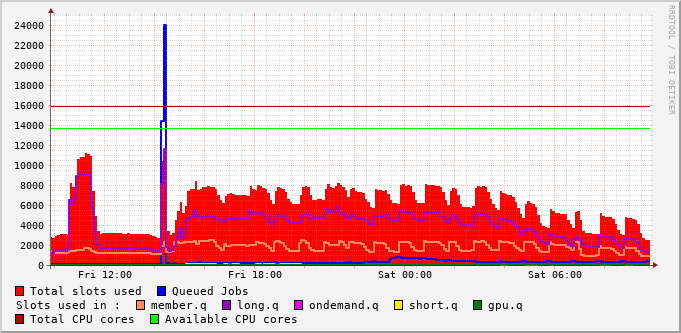 24000
22000
20000
18000
16000
14000
12000
10000
8000
6000
4000
2000
0
Fri 12:00 Fri 18:00 Sat 00:00 Sat 06:00
RRDTOOL / TOBI OETIKER
Total slots used Queued Jobs
Slots used in : member.q long.q ondemand.q short.q gpu.q
Total CPU cores Available CPU cores